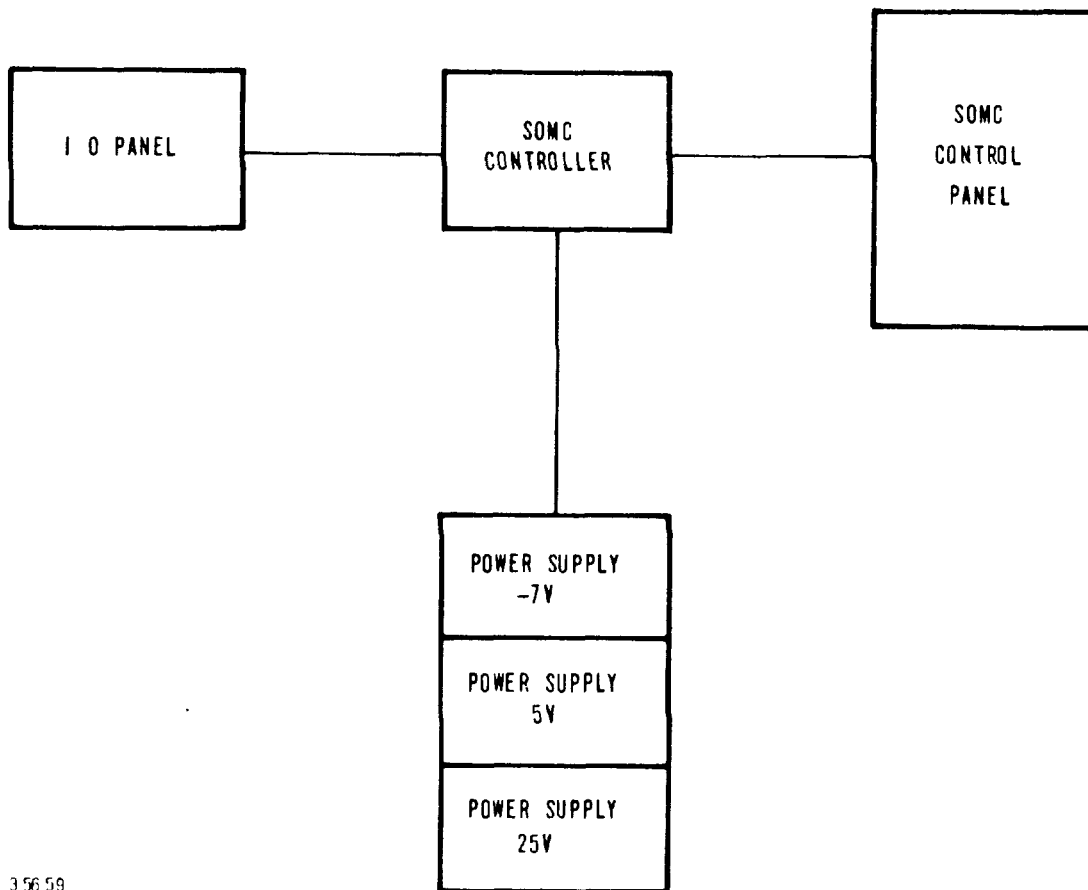 I O PANEL
SOMC
CONTROLLER
SOMC
CONTROL
PANEL
POWER SUPPLY
-7V
POWER SUPPLY
5V
POWER SUPPLY
25V
3 56 59